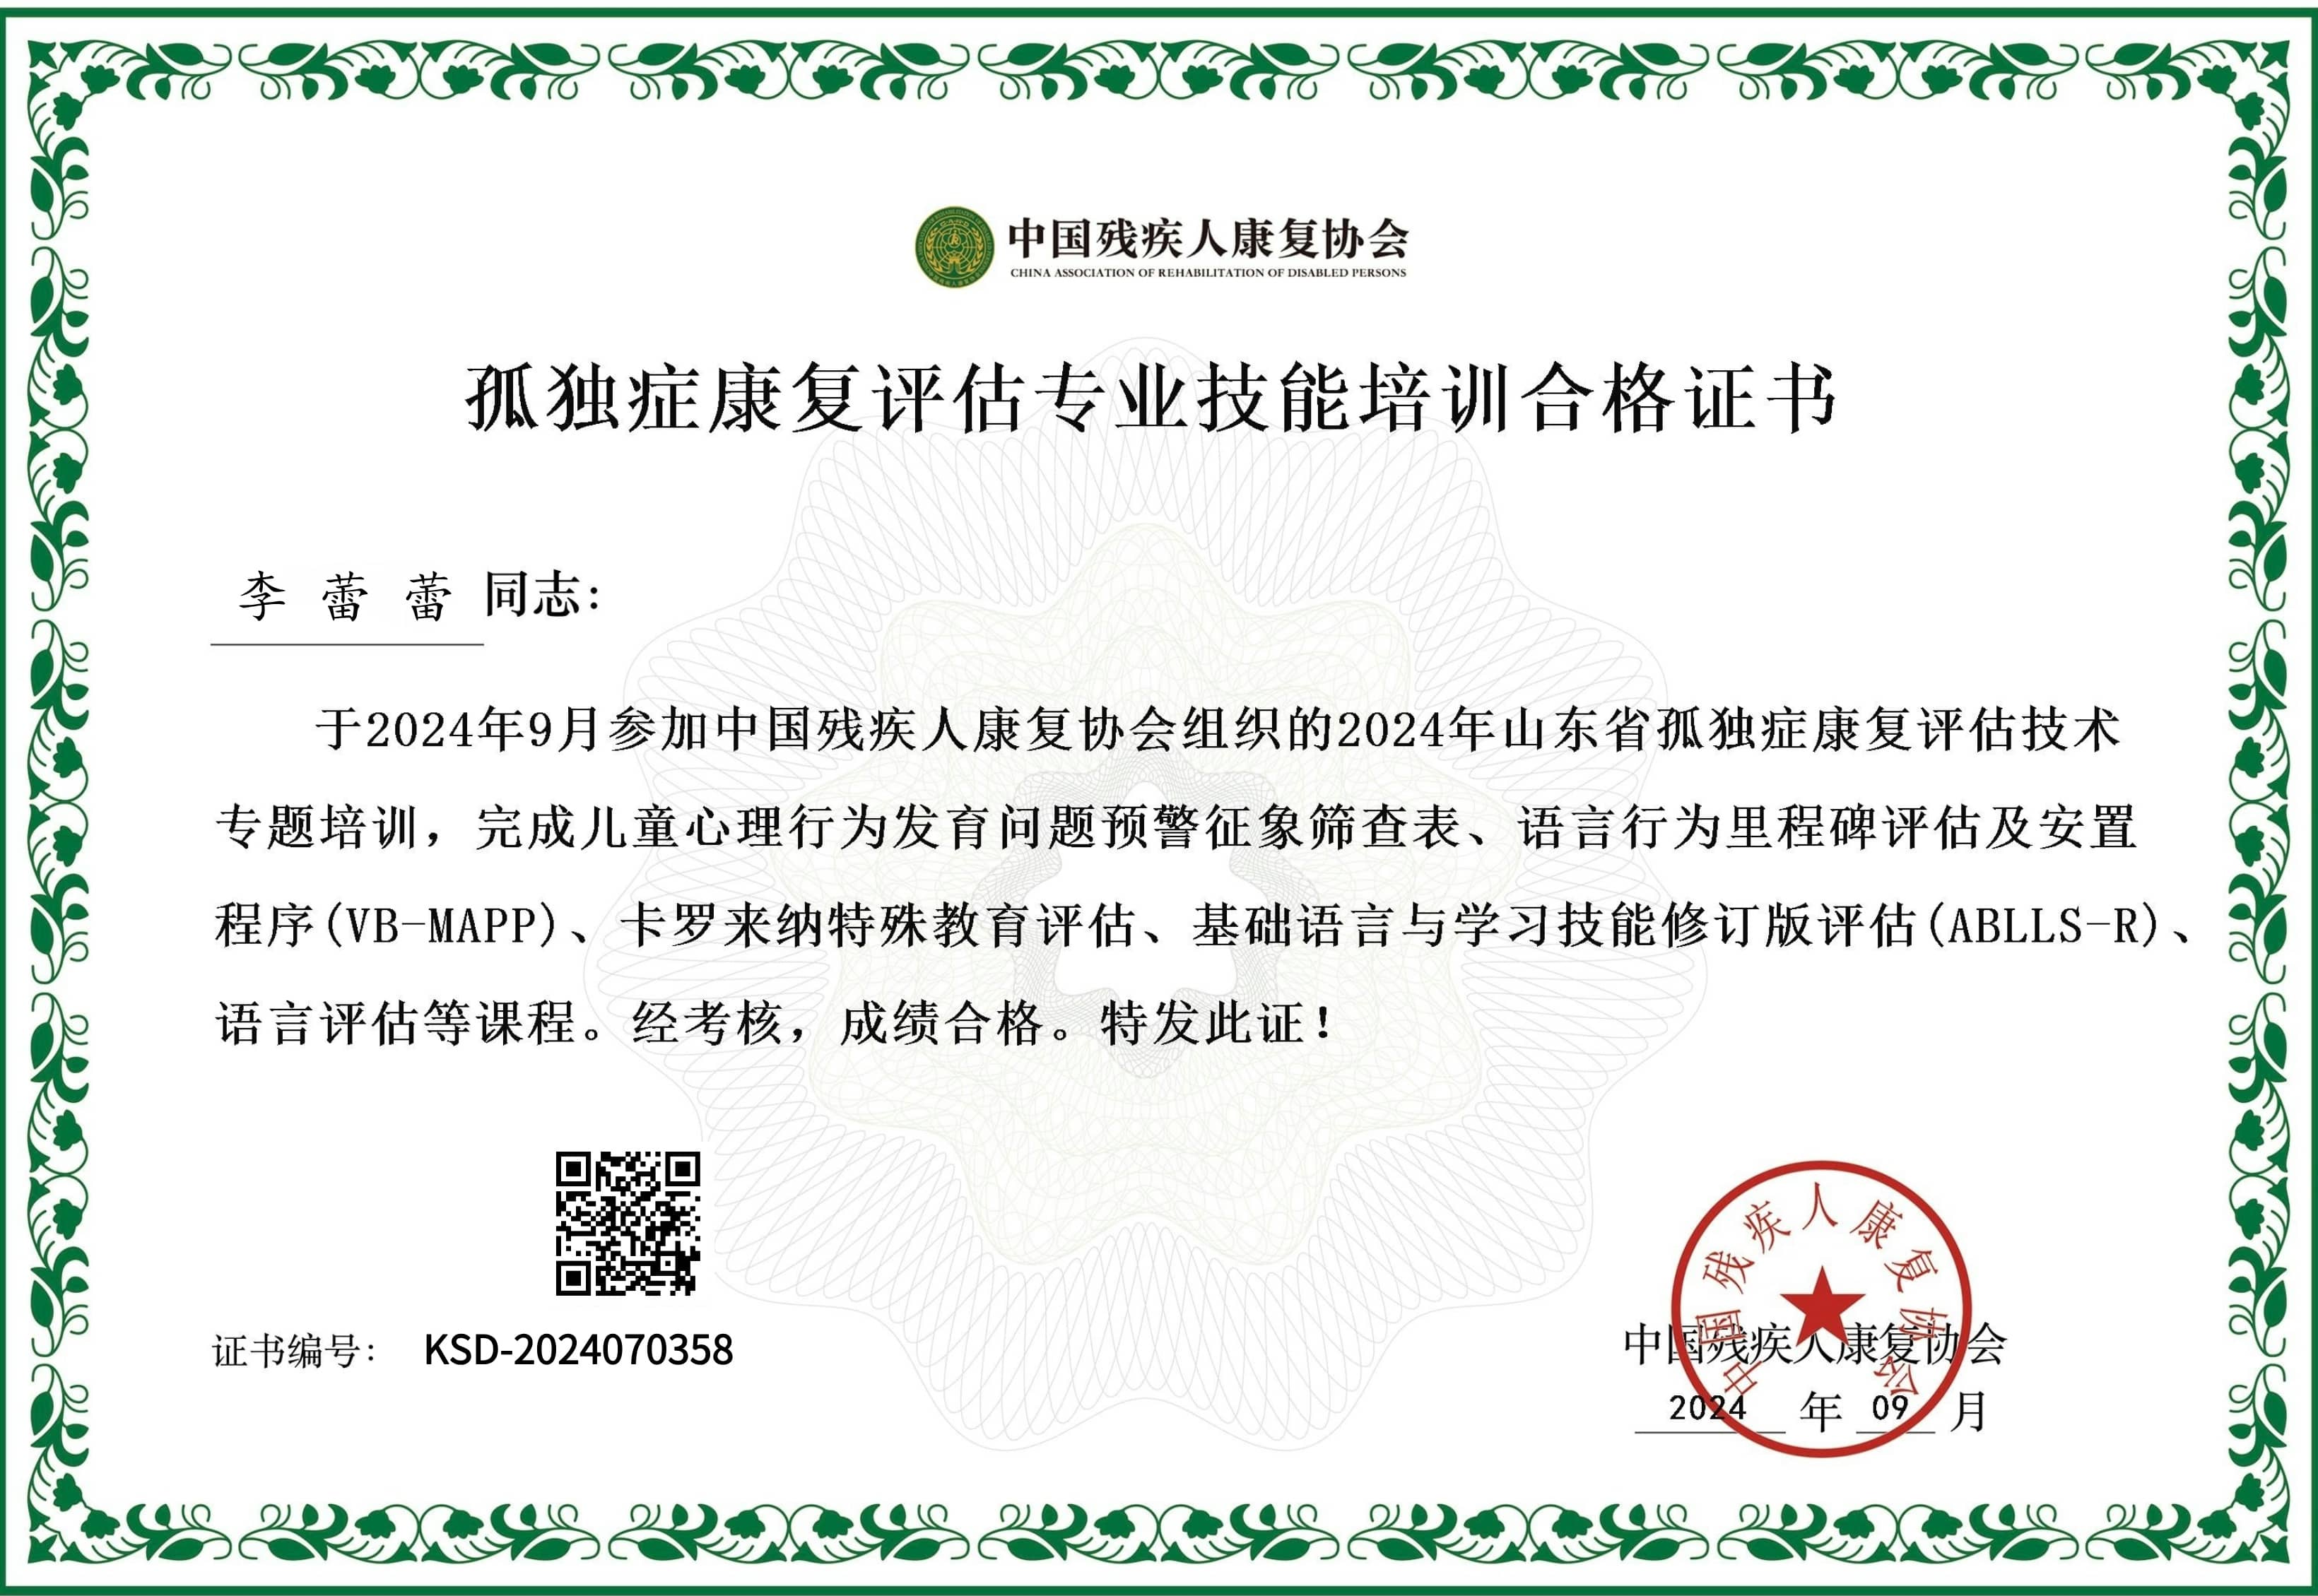 中国残疾人康复协会
CHINA ASSOCIATION OF REHABILITATION OF DISABLED PERSONS
孤独症康复评估专业技能培训合格证书
李蕾蕾同志：
于2024年9月参加中国残疾人康复协会组织的2024年山东省孤独症康复评估技术
专题培训，完成儿童心理行为发育问题预警征象筛查表、语言行为里程碑评估及安置
程序(VB-MAPP)、卡罗来纳特殊教育评估、基础语言与学习技能修订版评估(ABLLS-R)、
语言评估等课程。经考核，成绩合格。特发此证！
证书编号： KSD-2024070358
中国残疾人康复协会
中国残疾人康复协会
2024 年 09 月